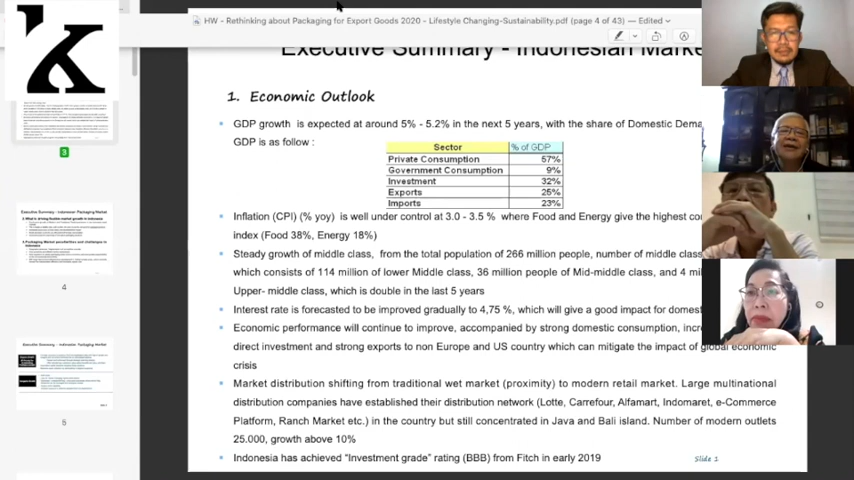 k
HW - Rethinking about Packaging for Export Goods 2020 - Lifestyle Changing-Sustainability.pdf (page 4 of 43) — Edited
Executive Summary - Indonesian Marke
1. Economic Outlook
• GDP growth is expected at around 5% - 5.2% in the next 5 years, with the share of Domestic Dema
GDP is as follow :
Sector % of GDP
Private Consumption 57%
Government Consumption 9%
Investment 32%
Exports 25%
Imports 23%
• Inflation (CPI) (% yoy) is well under control at 3.0 - 3.5 % where Food and Energy give the highest co
index (Food 38%, Energy 18%)
• Steady growth of middle class, from the total population of 266 million people, number of middle class
which consists of 114 million of lower Middle class, 36 million people of Mid-middle class, and 4 mil
Upper- middle class, which is double in the last 5 years
• Interest rate is forecasted to be improved gradually to 4,75 %, which will give a good impact for domest
• Economic performance will continue to improve, accompanied by strong domestic consumption, incr
direct investment and strong exports to non Europe and US country which can mitigate the impact of global economic
crisis
• Market distribution shifting from traditional wet market (proximity) to modern retail market. Large multinational
distribution companies have established their distribution network (Lotte, Carrefour, Alfamart, Indomaret, e-Commerce
Platform, Ranch Market etc.) in the country but still concentrated in Java and Bali island. Number of modern outlets
25.000, growth above 10%
• Indonesia has achieved “Investment grade” rating (BBB) from Fitch in early 2019
Slide 1
3
Executive Summary - Indonesian Packaging Market
4
Executive Summary - Indonesian Packaging Market
5